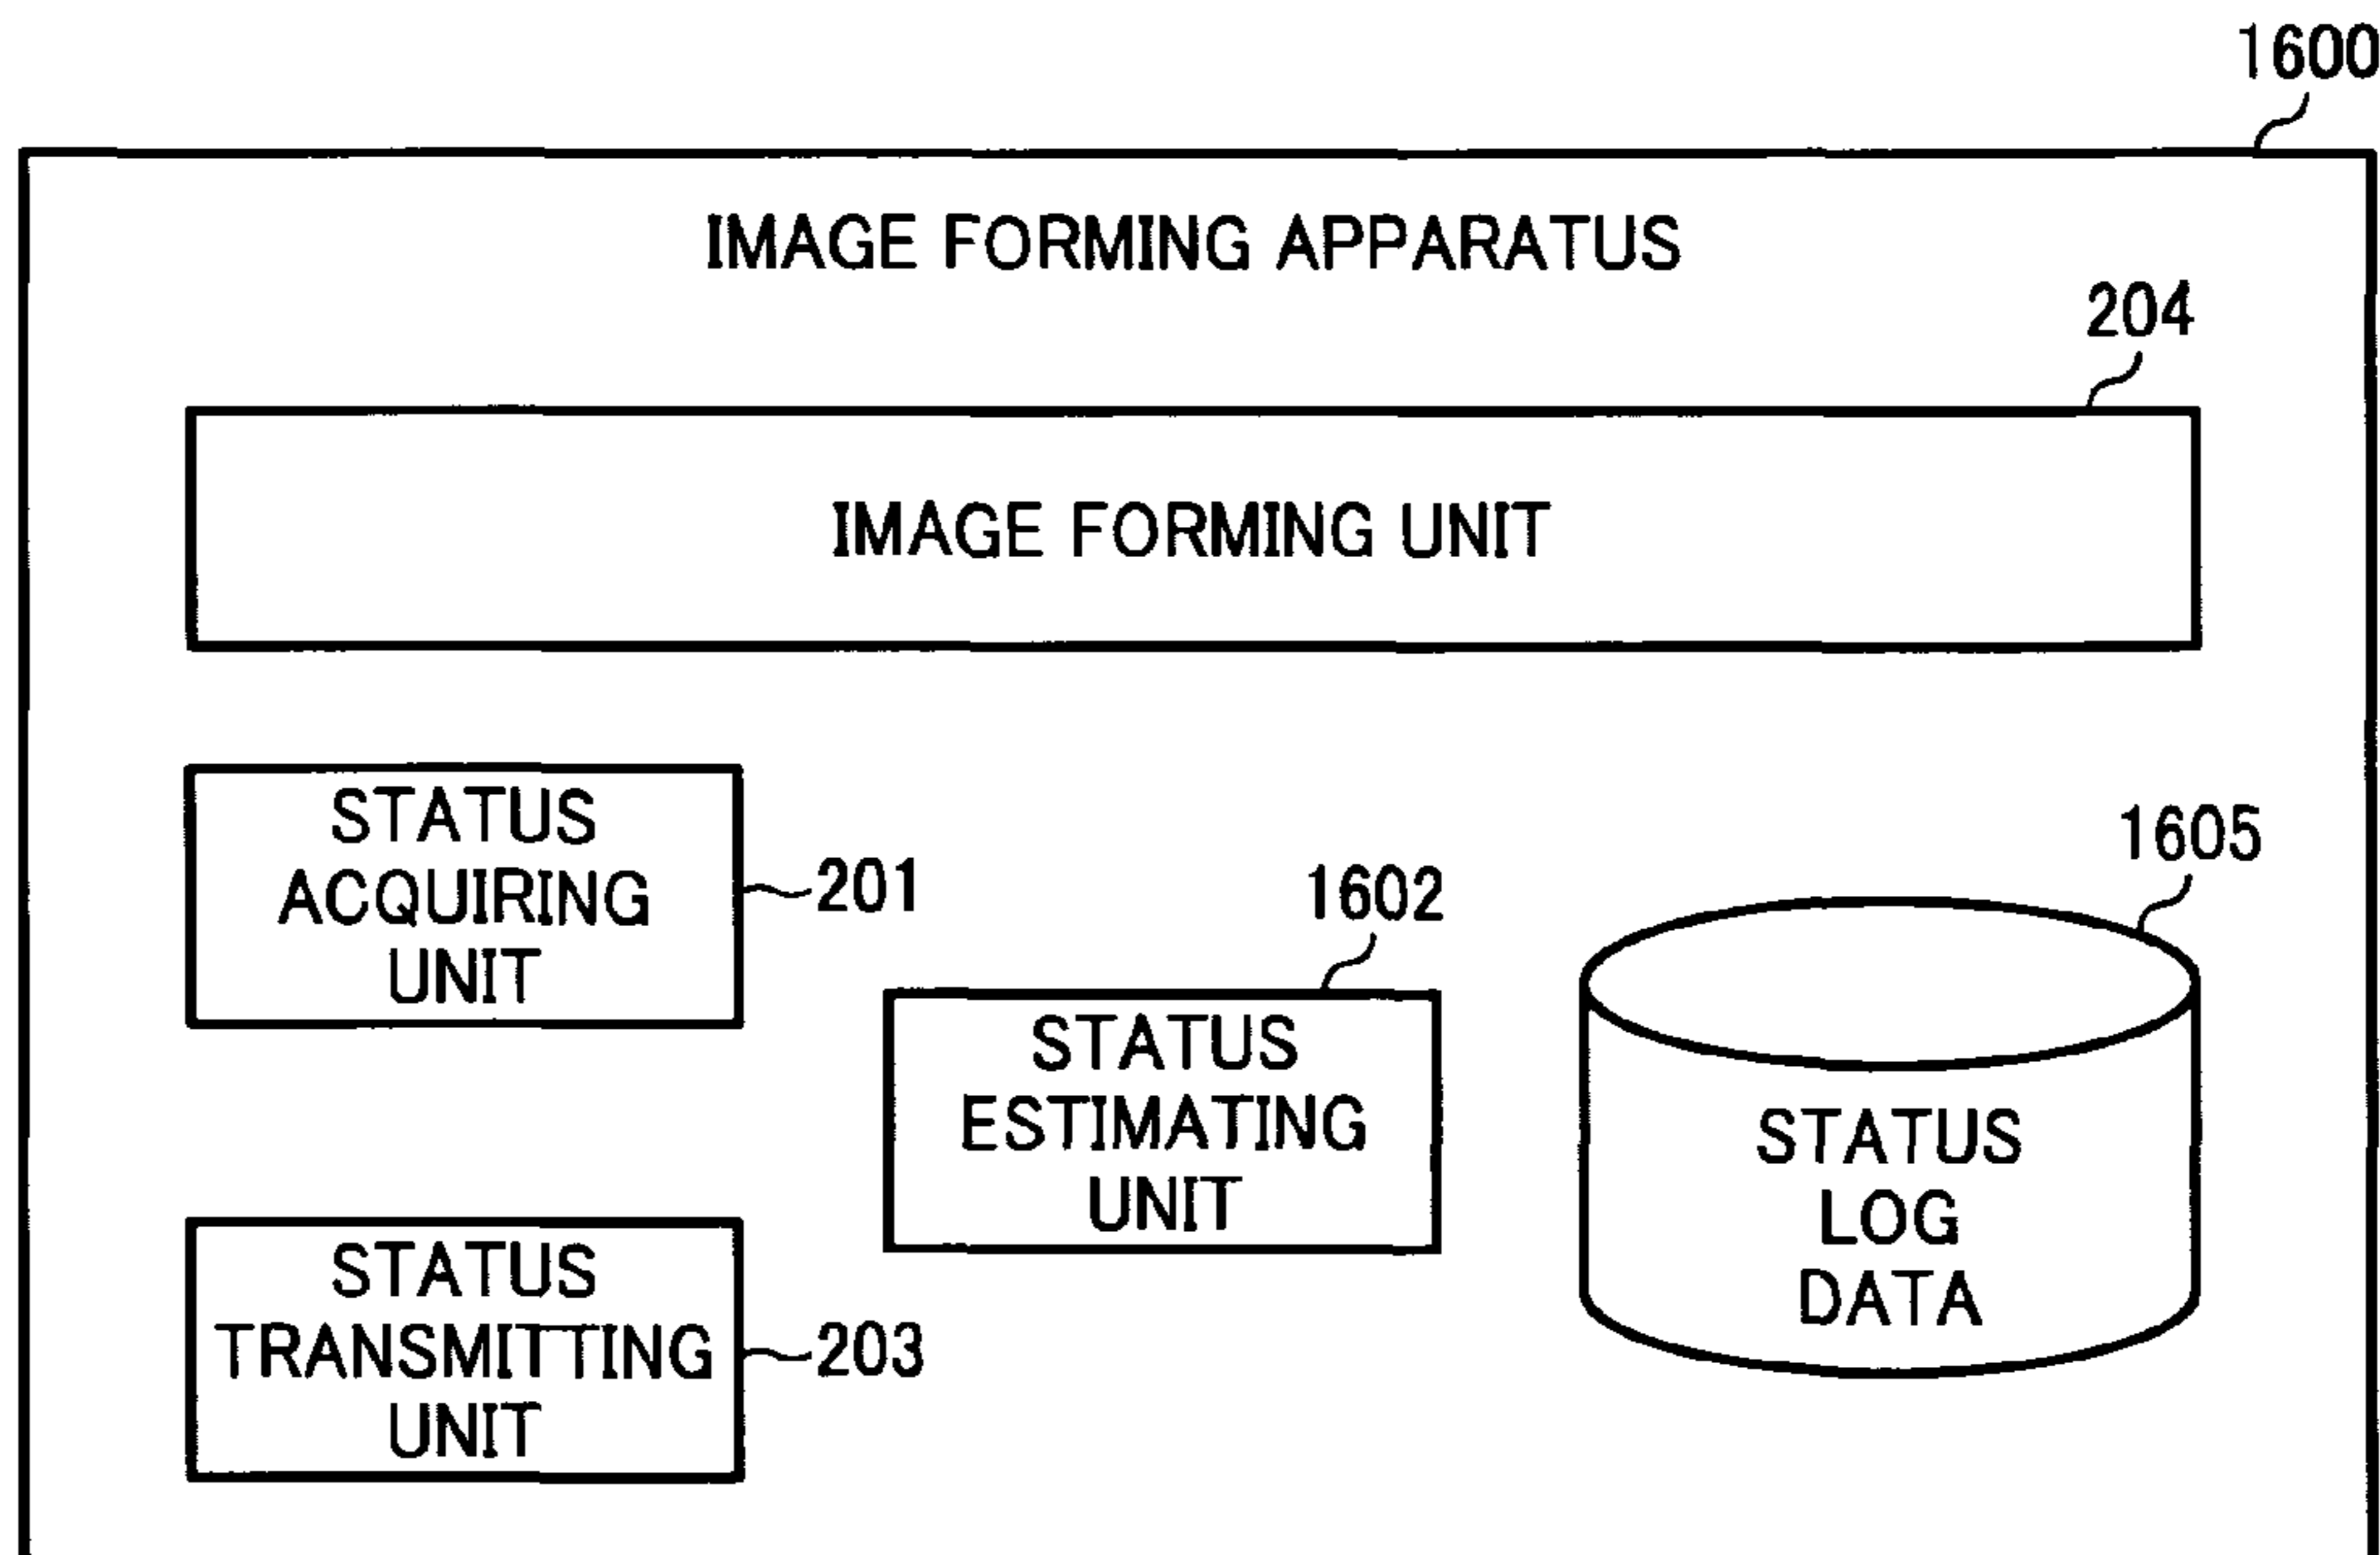 1600
IMAGE FORMING APPARATUS
204
IMAGE FORMING UNIT
STATUS
ACQUIRING
UNIT
201
1602
STATUS
ESTIMATING
UNIT
1605
STATUS
LOG
DATA
STATUS
TRANSMITTING
UNIT
203